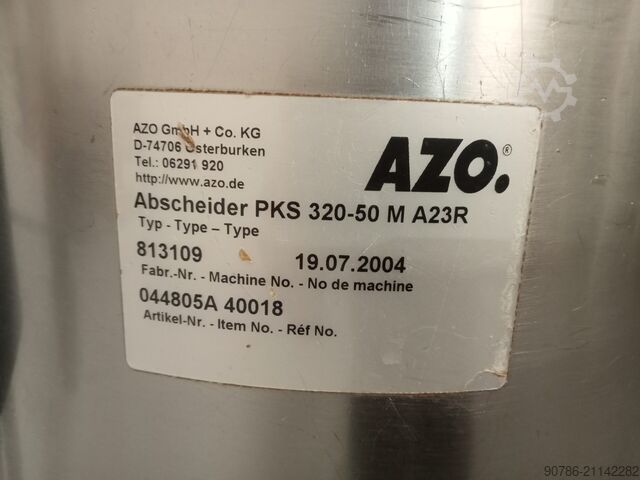 AZO GmbH + Co. KG
D-74706 Osterburken
Tel.: 06291 920
http://www.azo.de
AZO.®
Abscheider PKS 320-50 M A23R
Typ - Type – Type
813109 19.07.2004
Fabr.-Nr. - Machine No. - No de machine
044805A 40018
Artikel-Nr. - Item No. - Réf No.
90786-21142282